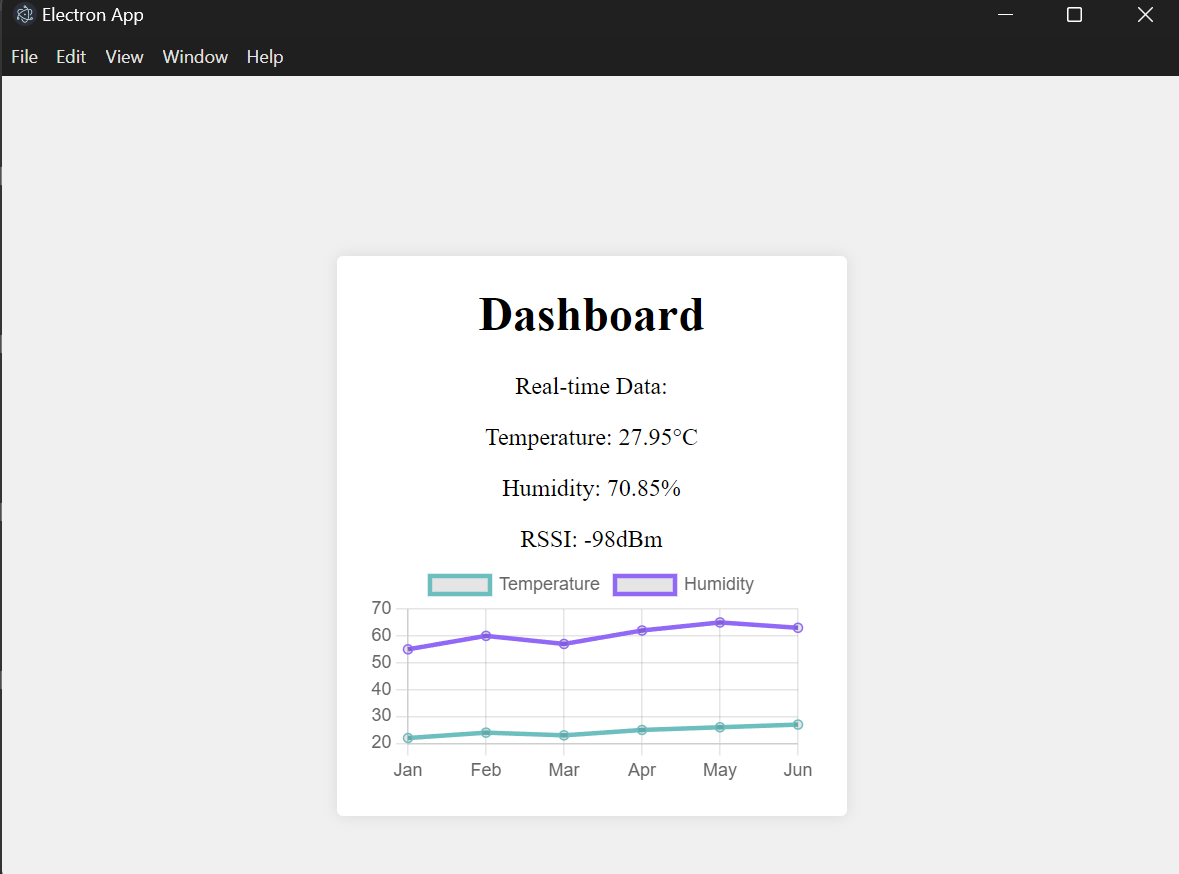 Electron App
File Edit View Window Help
Dashboard
Real-time Data:
Temperature: 27.95°C
Humidity: 70.85%
RSSI: -98dBm
Temperature Humidity
70
60
50
40
30
20
Jan Feb Mar Apr May Jun